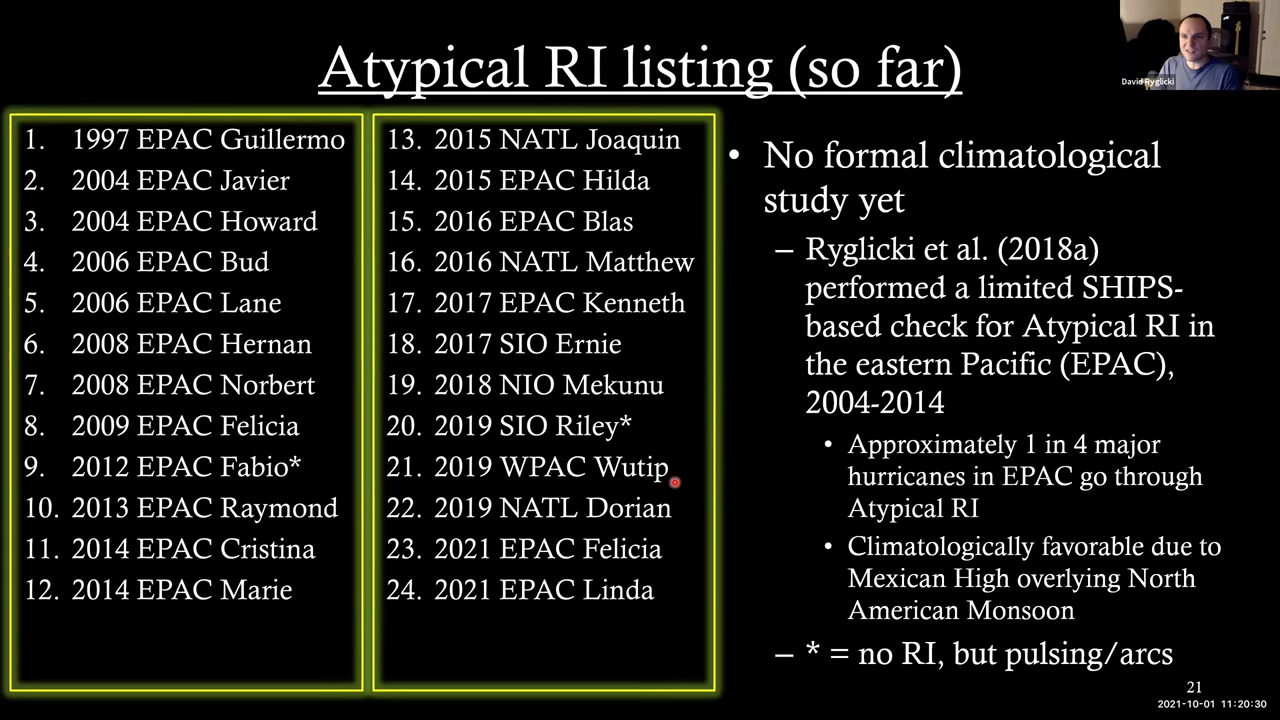 Atypical RI listing (so far)
David Ryglicki
1. 1997 EPAC Guillermo
2. 2004 EPAC Javier
3. 2004 EPAC Howard
4. 2006 EPAC Bud
5. 2006 EPAC Lane
6. 2008 EPAC Hernan
7. 2008 EPAC Norbert
8. 2009 EPAC Felicia
9. 2012 EPAC Fabio*
10. 2013 EPAC Raymond
11. 2014 EPAC Cristina
12. 2014 EPAC Marie
13. 2015 NATL Joaquin
14. 2015 EPAC Hilda
15. 2016 EPAC Blas
16. 2016 NATL Matthew
17. 2017 EPAC Kenneth
18. 2017 SIO Ernie
19. 2018 NIO Mekunu
20. 2019 SIO Riley*
21. 2019 WPAC Wutip
22. 2019 NATL Dorian
23. 2021 EPAC Felicia
24. 2021 EPAC Linda
• No formal climatological
study yet
– Ryglicki et al. (2018a)
performed a limited SHIPS-
based check for Atypical RI in
the eastern Pacific (EPAC),
2004-2014
• Approximately 1 in 4 major
hurricanes in EPAC go through
Atypical RI
• Climatologically favorable due to
Mexican High overlying North
American Monsoon
– * = no RI, but pulsing/arcs
21
2021-10-01 11:20:30